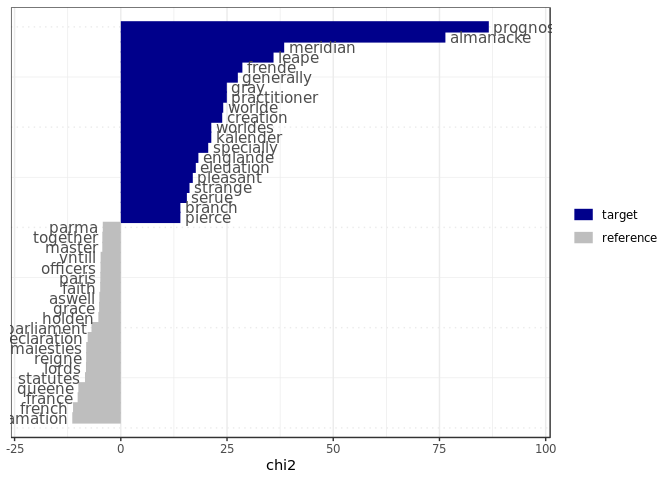 prognos
almanacke
meridian
leape
frende
generally
gray
practitioner
worlde
creation
worldes
kalender
specially
englande
eleuation
pleasant
strange
serue
branch
pierce
parma
together
master
vntill
officers
paris
faith
aswell
grace
holden
parliament
eclaration
maiesties
reigne
lords
statutes
queene
france
french
amation
-25 0 25 50 75 100
chi2
target
reference